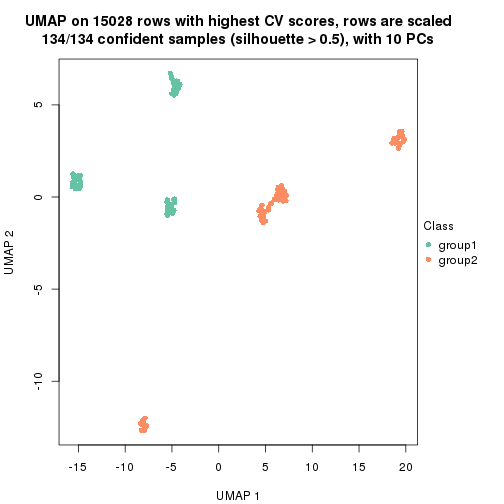 UMAP on 15028 rows with highest CV scores, rows are scaled
134/134 confident samples (silhouette > 0.5), with 10 PCs
5
0
-5
-10
UMAP 2
Class
group1
group2
-15
-10
-5
0
5
10
15
20
UMAP 1